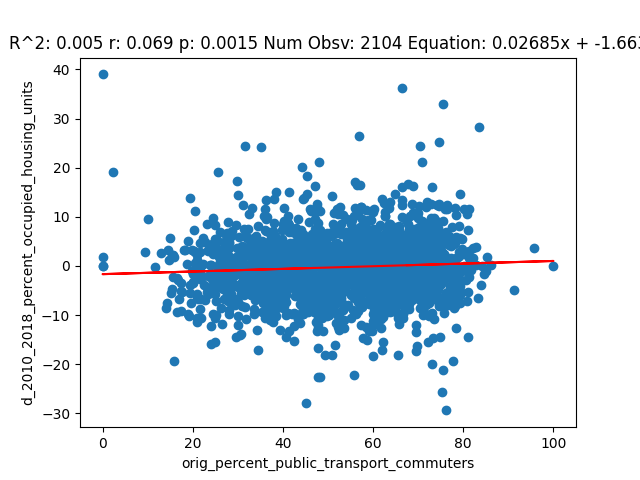 R^2: 0.005 r: 0.069 p: 0.0015 Num Obsv: 2104 Equation: 0.02685x + -1.663
40
30
20
10
0
−10
−20
−30
d_2010_2018_percent_occupied_housing_units
0 20 40 60 80 100
orig_percent_public_transport_commuters